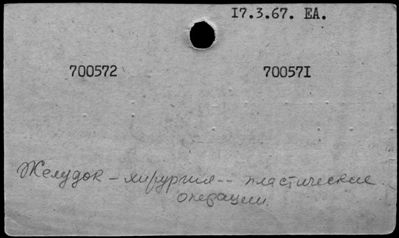 17.3.67. EA.
700572 700571
Желудок - хирургия -- пластические
операции.